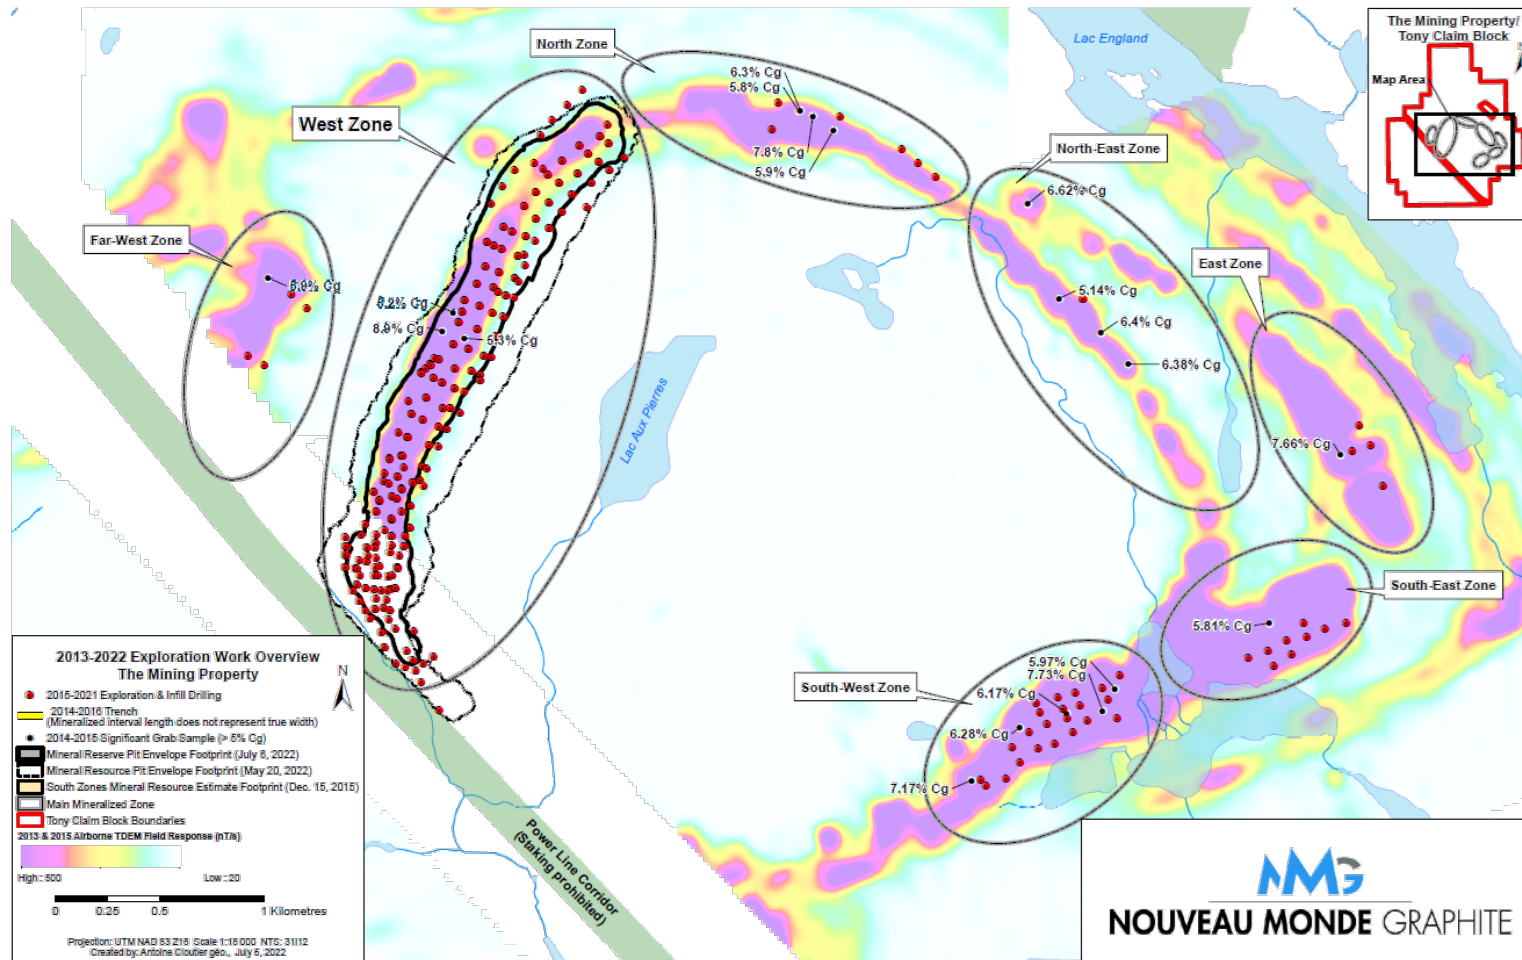 The Mining Property/
Tony Claim Block
N
Map Area
Lac England
North Zone
6.3% Cg
5.8% Cg
7.8% Cg
5.9% Cg
West Zone
North-East Zone
6.62% Cg
Far-West Zone
East Zone
5.14% Cg
6.4% Cg
6.38% Cg
8.9% Cg
5.3% Cg
Lac Aux Pierres
7.66% Cg
South-East Zone
5.81% Cg
South-West Zone
5.97% Cg
7.73% Cg
6.17% Cg
6.28% Cg
7.17% Cg
Power Line Corridor
(Staking prohibited)
2013-2022 Exploration Work Overview
The Mining Property
N
2015-2021 Exploration & Infill Drilling
2014-2016 Trench
(Mineralized interval length does not represent true width)
2014-2015 Significant Grab Sample (> 5% Cg)
Mineral Reserve Pit Envelope Footprint (July 6, 2022)
Mineral Resource Pit Envelope Footprint (May 20, 2022)
South Zones Mineral Resource Estimate Footprint (Dec. 15, 2015)
Main Mineralized Zone
Tony Claim Block Boundaries
2013 & 2015 Airborne TDEM Field Response (nT/s)
High : 500 Low : 20
0 0.25 0.5 1 Kilometres
Projection: UTM NAD 83 Z18 Scale 1:18 000 NTS: 31I12
Created by: Antoine Cloutier géo., July 5, 2022
NMG
NOUVEAU MONDE GRAPHITE